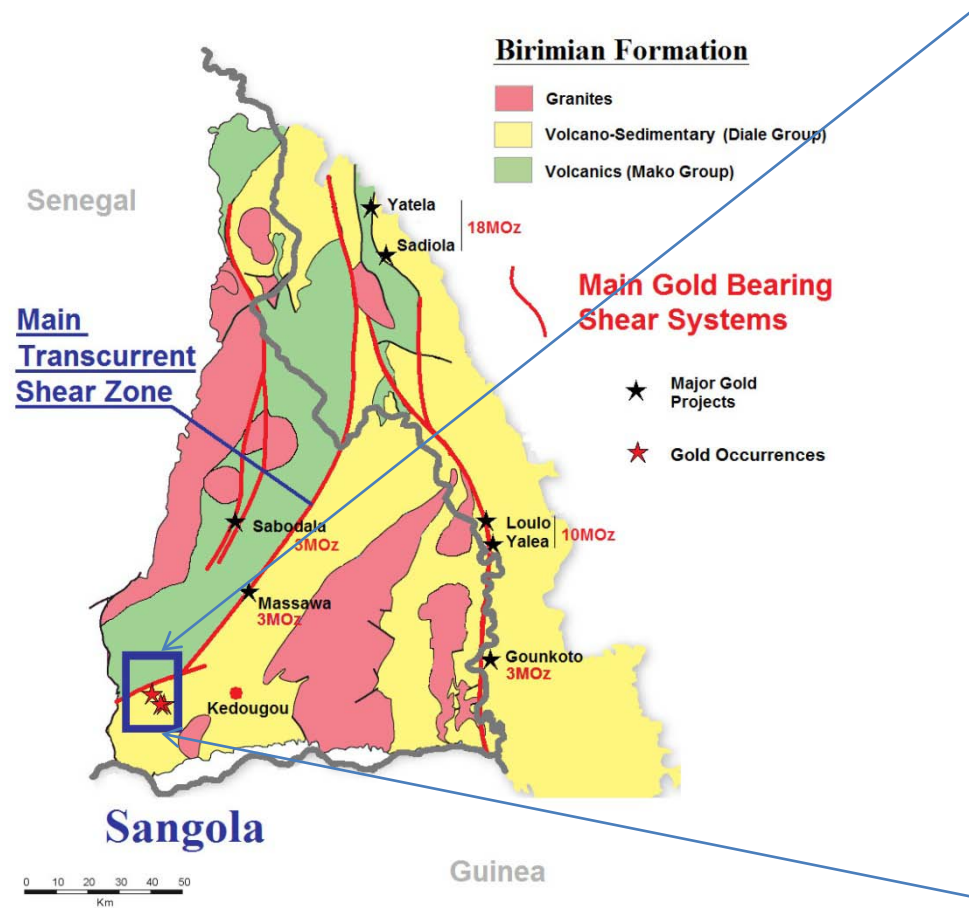 Birimian Formation
Granites
Volcano-Sedimentary (Diale Group)
Volcanics (Mako Group)
Senegal
Yatela
18MOz
Sadiola
Main Gold Bearing
Shear Systems
Main
Transcurrent
Shear Zone
Major Gold
Projects
Gold Occurrences
Sabodala
3MOz
Loulo
Yalea
10MOz
Massawa
3MOz
Gounkoto
3MOz
Kedougou
Sangola
Guinea
0 10 20 30 40 50
Km